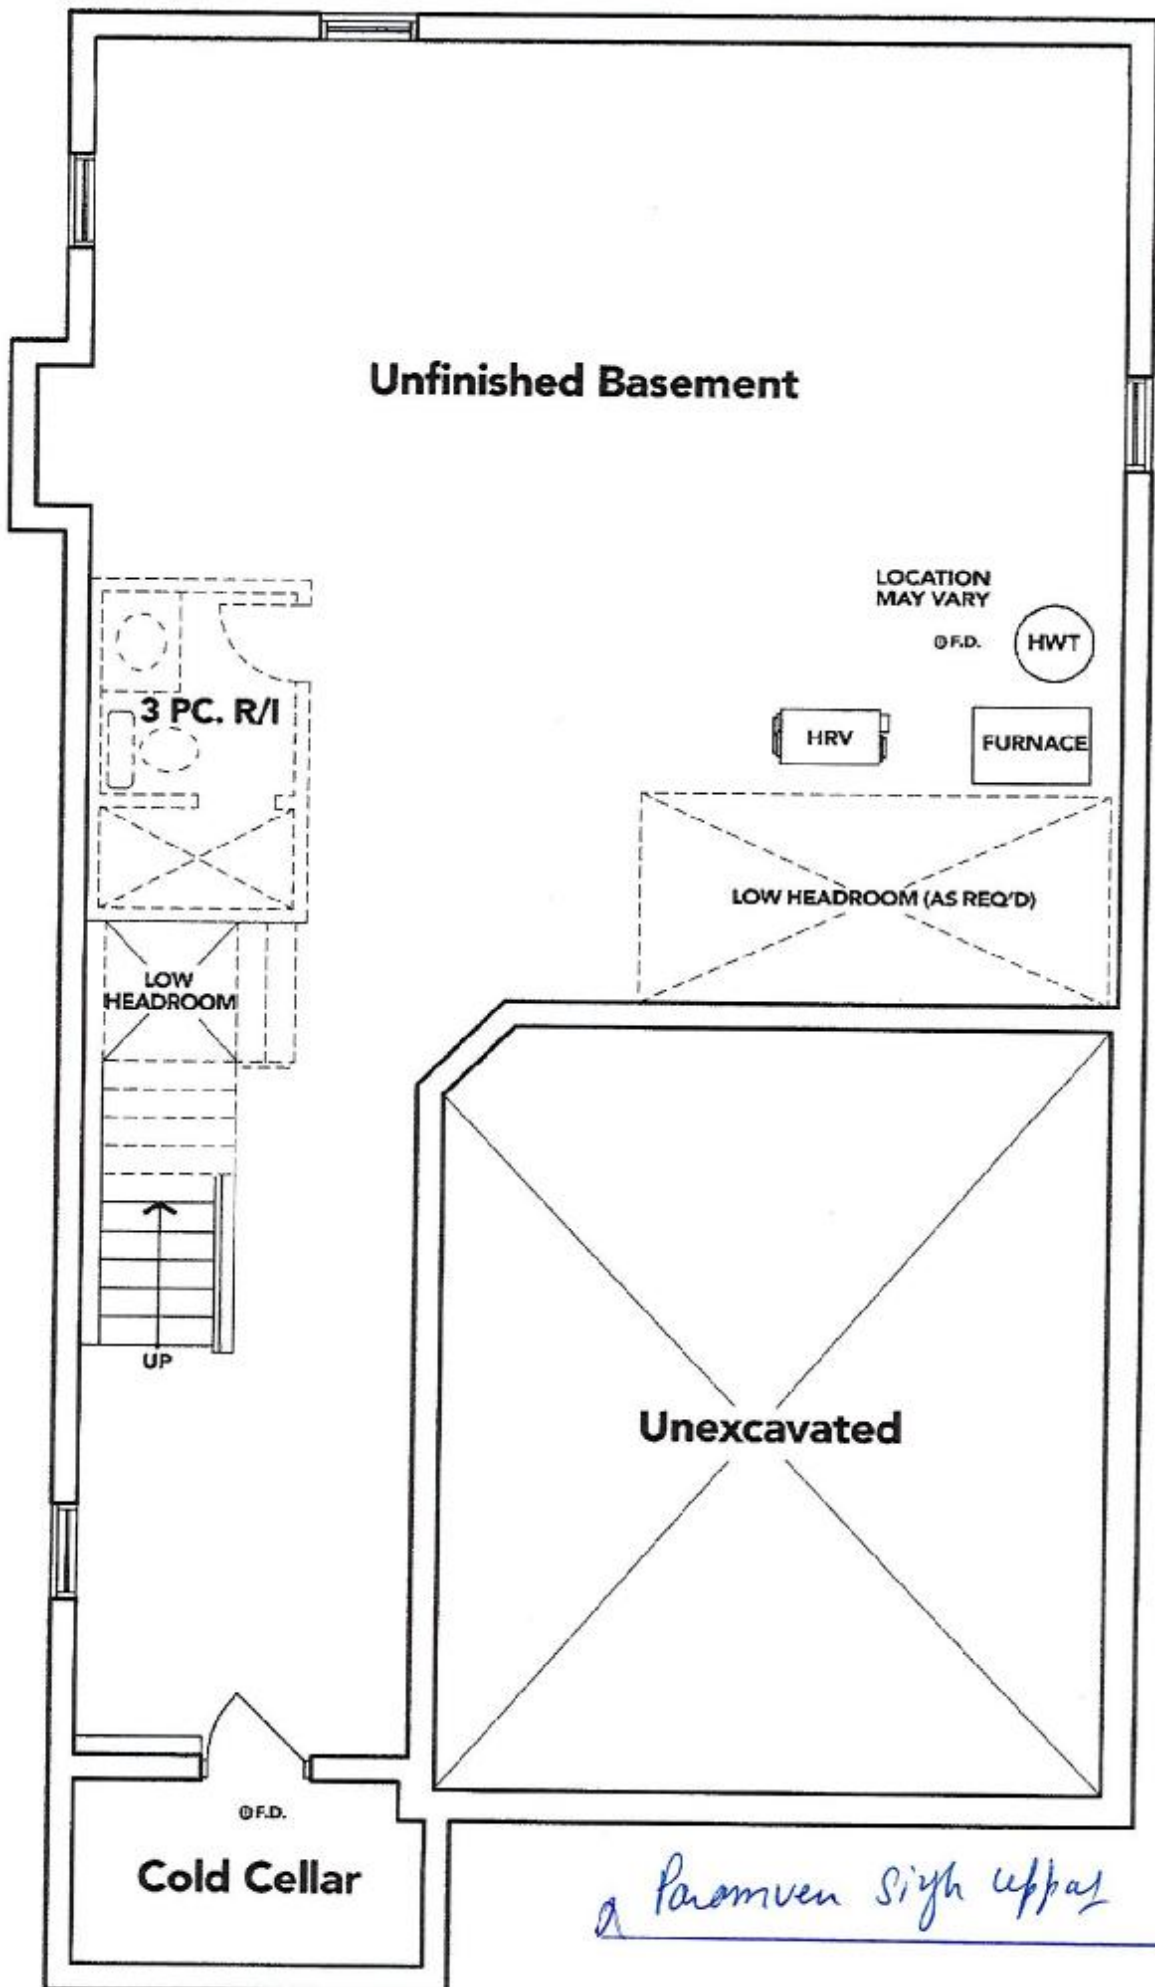 Unfinished Basement
LOCATION
MAY VARY
F.D.
HWT
3 PC. R/I
HRV
FURNACE
LOW HEADROOM (AS REQ'D)
LOW
HEADROOM
UP
Unexcavated
F.D.
Cold Cellar